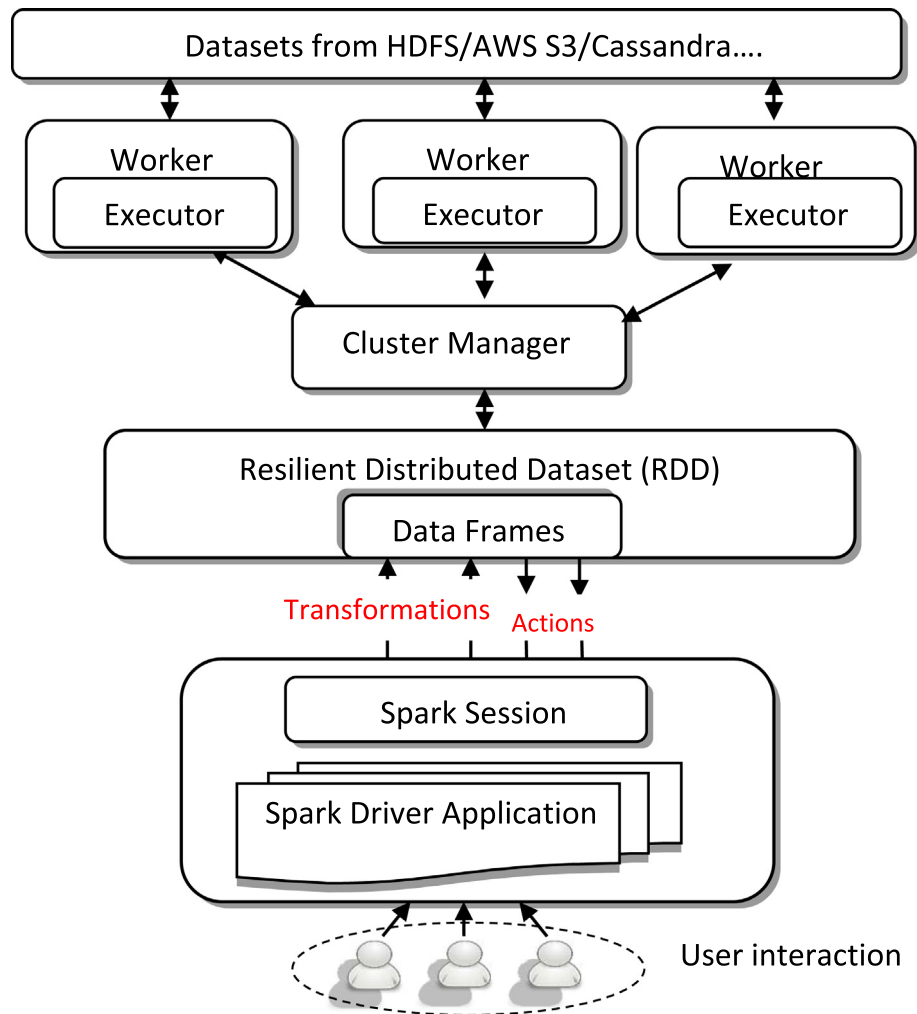 Datasets from HDFS/AWS S3/Cassandra....
Worker
Executor
Worker
Executor
Worker
Executor
Cluster Manager
Resilient Distributed Dataset (RDD)
Data Frames
Transformations
Actions
Spark Session
Spark Driver Application
User interaction